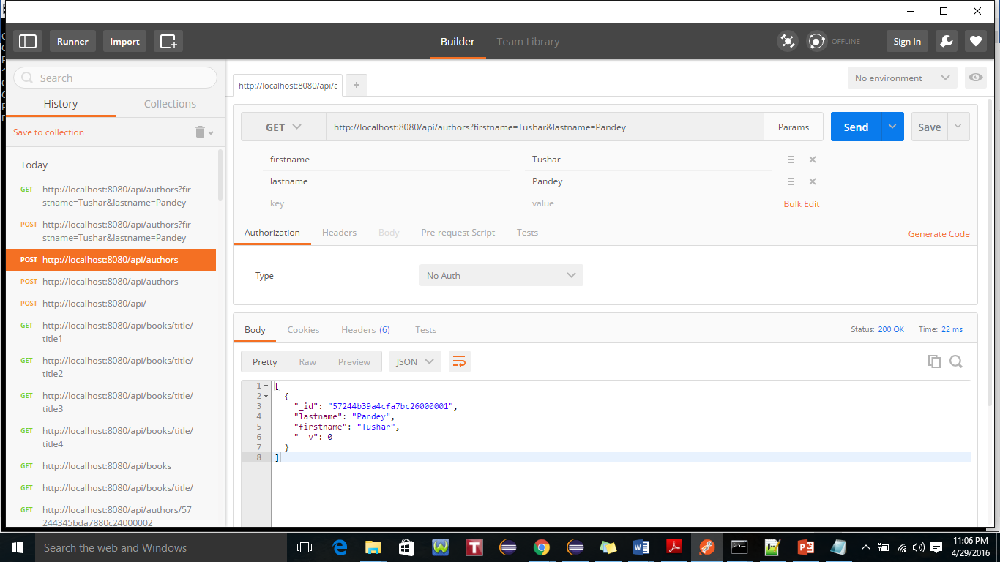 Runner
Import
Builder
Team Library
OFFLINE
Sign In
Search
History
Collections
Save to collection
Today
GET http://localhost:8080/api/authors?fir
stname=Tushar&lastname=Pandey
POST http://localhost:8080/api/authors?fir
stname=Tushar&lastname=Pandey
POST http://localhost:8080/api/authors
POST http://localhost:8080/api/authors
POST http://localhost:8080/api/
GET http://localhost:8080/api/books/title/
title1
GET http://localhost:8080/api/books/title/
title2
GET http://localhost:8080/api/books/title/
title3
GET http://localhost:8080/api/books/title/
title4
GET http://localhost:8080/api/books
GET http://localhost:8080/api/books/title/
GET http://localhost:8080/api/authors/57
244345bda7880c24000002
http://localhost:8080/api/a
+
No environment
GET
http://localhost:8080/api/authors?firstname=Tushar&lastname=Pandey
Params
Send
Save
firstname Tushar
lastname Pandey
key value
Bulk Edit
Authorization Headers Body Pre-request Script Tests
Generate Code
Type No Auth
Body Cookies Headers (6) Tests
Status: 200 OK Time: 22 ms
Pretty Raw Preview JSON
1 [
2 {
3 "_id": "57244b39a4cfa7bc26000001",
4 "lastname": "Pandey",
5 "firstname": "Tushar",
6 "__v": 0
7 }
8 ]
Search the web and Windows
11:06 PM
4/29/2016